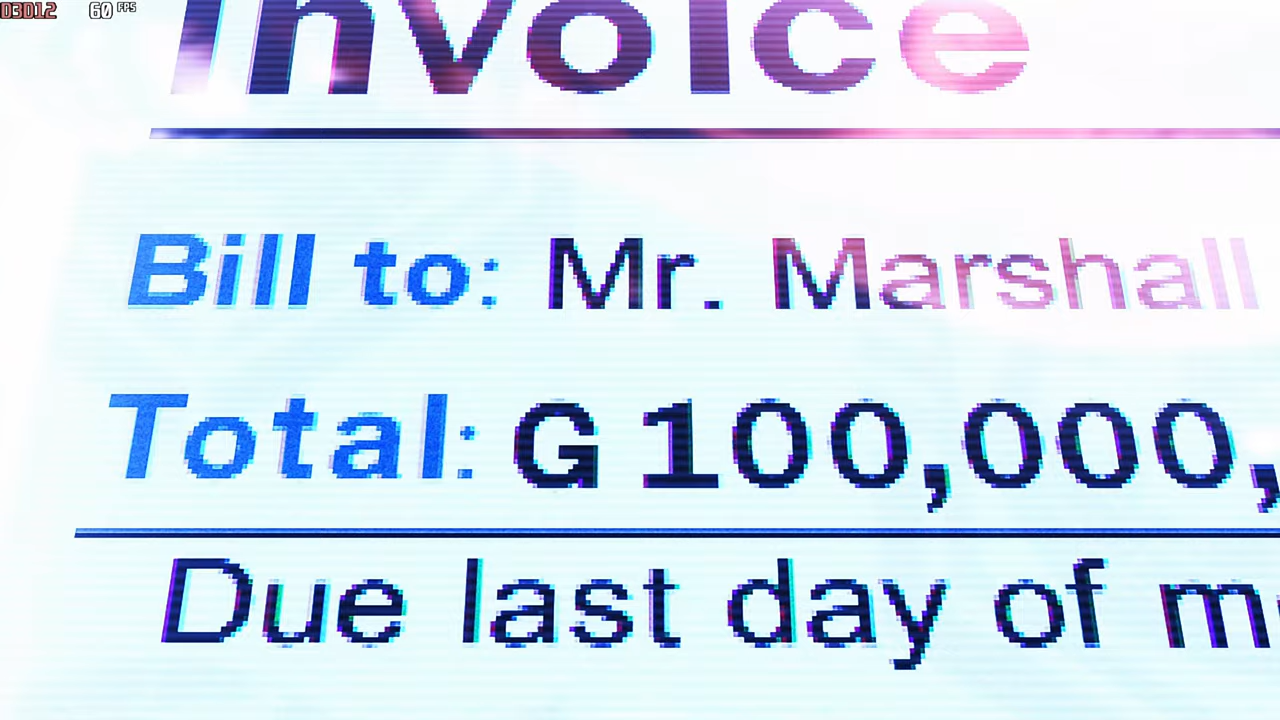 D3D12 60 FPS
Invoice
Bill to: Mr. Marshall
Total: G 100,000,
Due last day of m